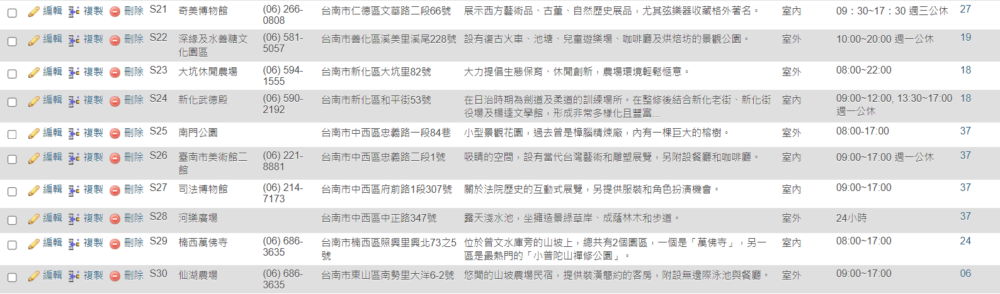 編輯 複製 刪除 S21 奇美博物館 (06) 266-0808 台南市仁德區文華路二段66號 展示西方藝術品、古董、自然歷史展品，尤其弦樂器收藏格外著名。 室內 09：30~17：30 週三公休 27
編輯 複製 刪除 S22 深緣及水善糖文化園區 (06) 581-5057 台南市善化區溪美里溪尾228號 設有復古火車、池塘、兒童遊樂場、咖啡廳及烘焙坊的景觀公園。 室外 10:00~20:00 週一公休 19
編輯 複製 刪除 S23 大坑休閒農場 (06) 594-1555 台南市新化區大坑里82號 大力提倡生態保育、休閒創新，農場環境輕鬆愜意。 室外 08:00~22:00 18
編輯 複製 刪除 S24 新化武德殿 (06) 590-2192 台南市新化區和平街53號 在日治時期為劍道及柔道的訓練場所。在整修後結合新化老街、新化街役場及楊逵文學館，形成非常多樣化且豐富... 室內 09:00~12:00, 13:30~17:00 週一公休 18
編輯 複製 刪除 S25 南門公園 台南市中西區忠義路一段84巷 小型景觀花園，過去曾是樟腦精煉廠，內有一棵巨大的榕樹。 室外 08:00-17:00 37
編輯 複製 刪除 S26 臺南市美術館二館 (06) 221-8881 台南市中西區忠義路二段1號 吸睛的空間，設有當代台灣藝術和雕塑展覽，另附設餐廳和咖啡廳。 室內 09:00~17:00 週一公休 37
編輯 複製 刪除 S27 司法博物館 (06) 214-7173 台南市中西區府前路1段307號 關於法院歷史的互動式展覽，另提供服裝和角色扮演機會。 室內 09:00~17:00 37
編輯 複製 刪除 S28 河樂廣場 台南市中西區中正路347號 露天淺水池，坐擁造景綠草岸、成蔭林木和步道。 室外 24小時 37
編輯 複製 刪除 S29 楠西萬佛寺 (06) 686-3635 台南市楠西區照興里興北73之5號 位於曾文水庫旁的山坡上，總共有2個園區，一個是「萬佛寺」，另一區是最熱門的「小普陀山禪修公園」。 室內 08:00~17:00 24
編輯 複製 刪除 S30 仙湖農場 (06) 686-3635 台南市東山區南勢里大洋6-2號 悠閒的山坡農場民宿，提供裝潢簡約的客房，附設無邊際泳池與餐廳。 室外 09:00~17:00 06